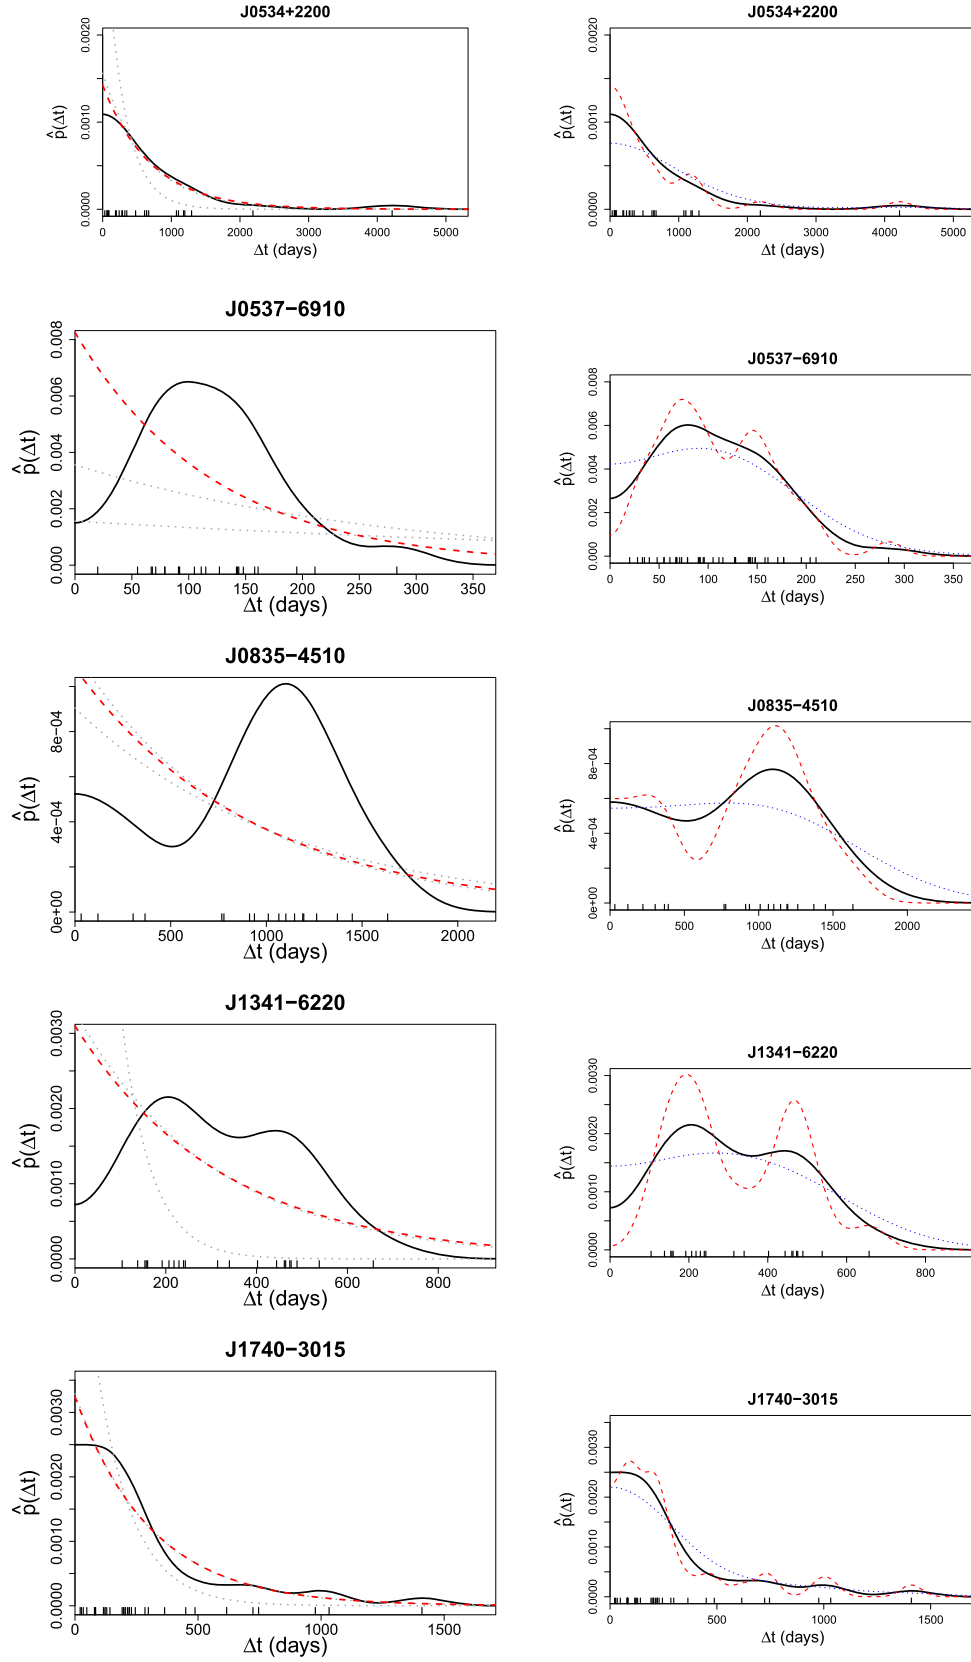 J0534+2200
J0534+2200
p̂(Δt)
0.0000 0.0010 0.0020
0 1000 2000 3000 4000 5000
Δt (days)
p̂(Δt)
0.0000 0.0010 0.0020
0 1000 2000 3000 4000 5000
Δt (days)
J0537−6910
p̂(Δt)
0.000 0.002 0.004 0.006 0.008
0 50 100 150 200 250 300 350
Δt (days)
J0537−6910
p̂(Δt)
0.000 0.002 0.004 0.006 0.008
0 50 100 150 200 250 300 350
Δt (days)
J0835−4510
p̂(Δt)
0e+00 4e−04 8e−04
0 500 1000 1500 2000
Δt (days)
J0835−4510
p̂(Δt)
0e+00 4e−04 8e−04
0 500 1000 1500 2000
Δt (days)
J1341−6220
p̂(Δt)
0.0000 0.0010 0.0020 0.0030
0 200 400 600 800
Δt (days)
J1341−6220
p̂(Δt)
0.0000 0.0010 0.0020 0.0030
0 200 400 600 800
Δt (days)
J1740−3015
p̂(Δt)
0.0000 0.0010 0.0020 0.0030
0 500 1000 1500
Δt (days)
J1740−3015
p̂(Δt)
0.0000 0.0010 0.0020 0.0030
0 500 1000 1500
Δt (days)